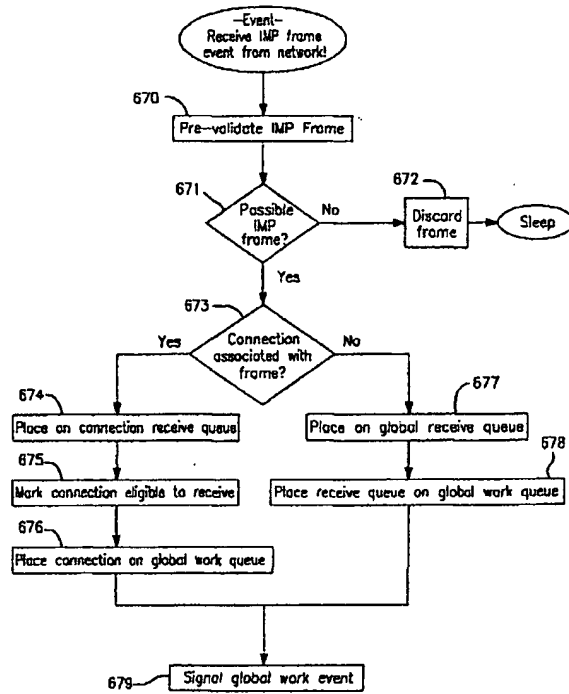 —Event—
Receive IMP frame
event from network!
670
Pre-validate IMP Frame
671
Possible
IMP
frame?
No
672
Discard
frame
Sleep
Yes
673
Connection
associated with
frame?
Yes
No
674
Place on connection receive queue
677
Place on global receive queue
675
Mark connection eligible to receive
678
Place receive queue on global work queue
676
Place connection on global work queue
679
Signal global work event